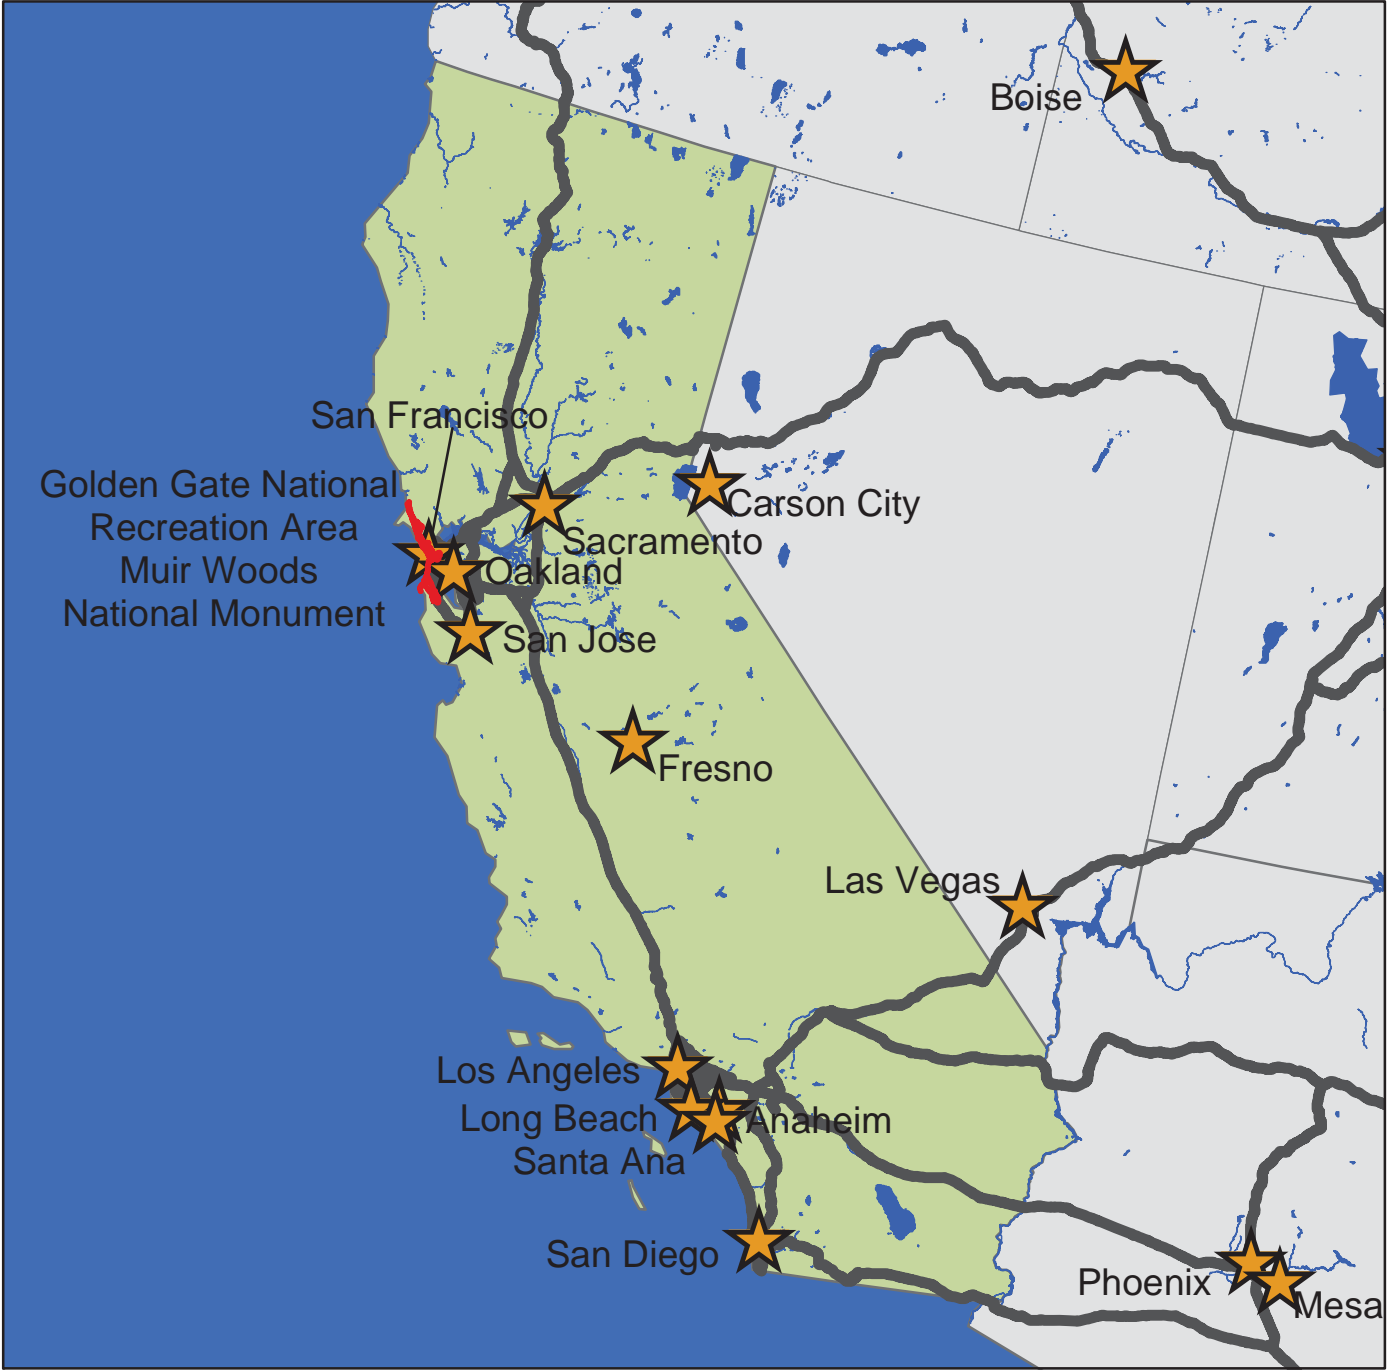 Boise
San Francisco
Golden Gate National
Recreation Area
Muir Woods
National Monument
Carson City
Sacramento
Oakland
San Jose
Fresno
Las Vegas
Los Angeles
Long Beach
Anaheim
Santa Ana
San Diego
Phoenix
Mesa